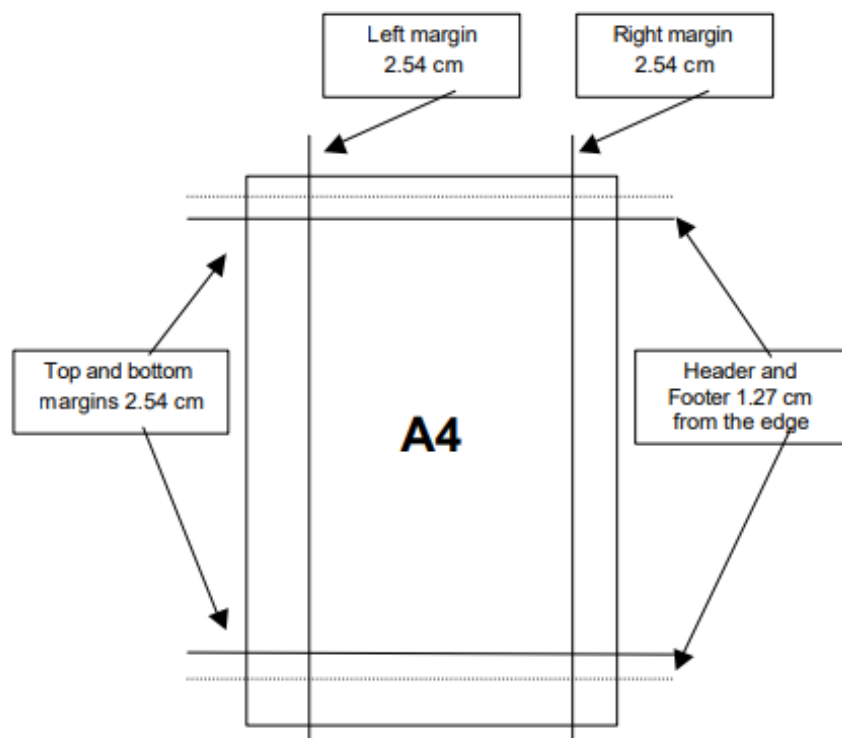 Left margin
2.54 cm
Right margin
2.54 cm
Top and bottom
margins 2.54 cm
Header and
Footer 1.27 cm
from the edge
A4